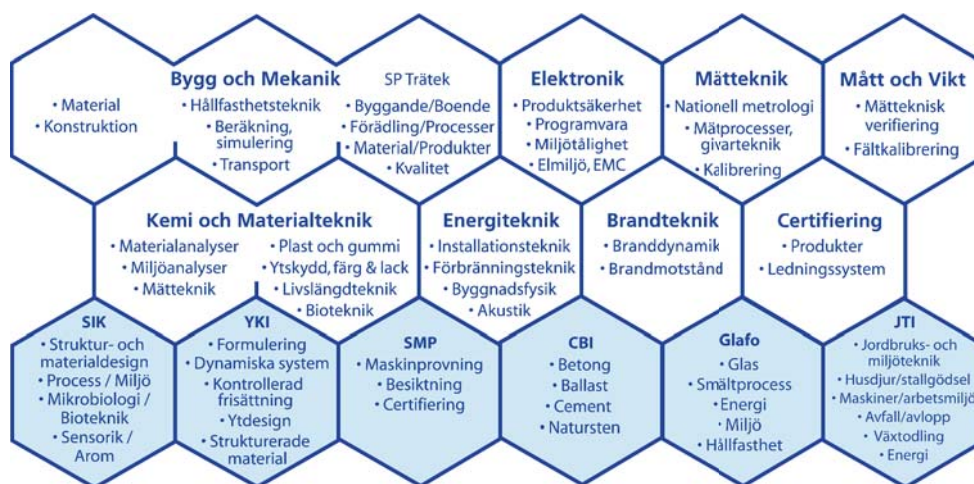 Bygg och Mekanik
• Material
• Konstruktion
• Hållfasthetsteknik
• Beräkning,
simulering
• Transport
SP Trätek
• Byggande/Boende
• Förädling/Processer
• Material/Produkter
• Kvalitet
Elektronik
• Produktsäkerhet
• Programvara
• Miljötålighet
• Elmiljö, EMC
Mätteknik
• Nationell metrologi
• Mätprocesser,
givarteknik
• Kalibrering
Mått och Vikt
• Mätteknisk
verifiering
• Fältkalibrering
Kemi och Materialteknik
• Materialanalyser
• Miljöanalyser
• Mätteknik
• Plast och gummi
• Ytskydd, färg & lack
• Livslängdteknik
• Bioteknik
Energiteknik
• Installationsteknik
• Förbränningsteknik
• Byggnadsfysik
• Akustik
Brandteknik
• Branddynamik
• Brandmotstånd
Certifiering
• Produkter
• Ledningssystem
SIK
• Struktur- och
materialdesign
• Process / Miljö
• Mikrobiologi /
Bioteknik
• Sensorik /
Arom
YKI
• Formulering
• Dynamiska system
• Kontrollerad
frisättning
• Ytdesign
• Strukturerade
material
SMP
• Maskinprovning
• Besiktning
• Certifiering
CBI
• Betong
• Ballast
• Cement
• Natursten
Glafo
• Glas
• Smältprocess
• Energi
• Miljö
• Hållfasthet
JTI
• Jordbruks- och
miljöteknik
• Husdjur/stallgödsel
• Maskiner/arbetsmiljö
• Avfall/avlopp
• Växtodling
• Energi